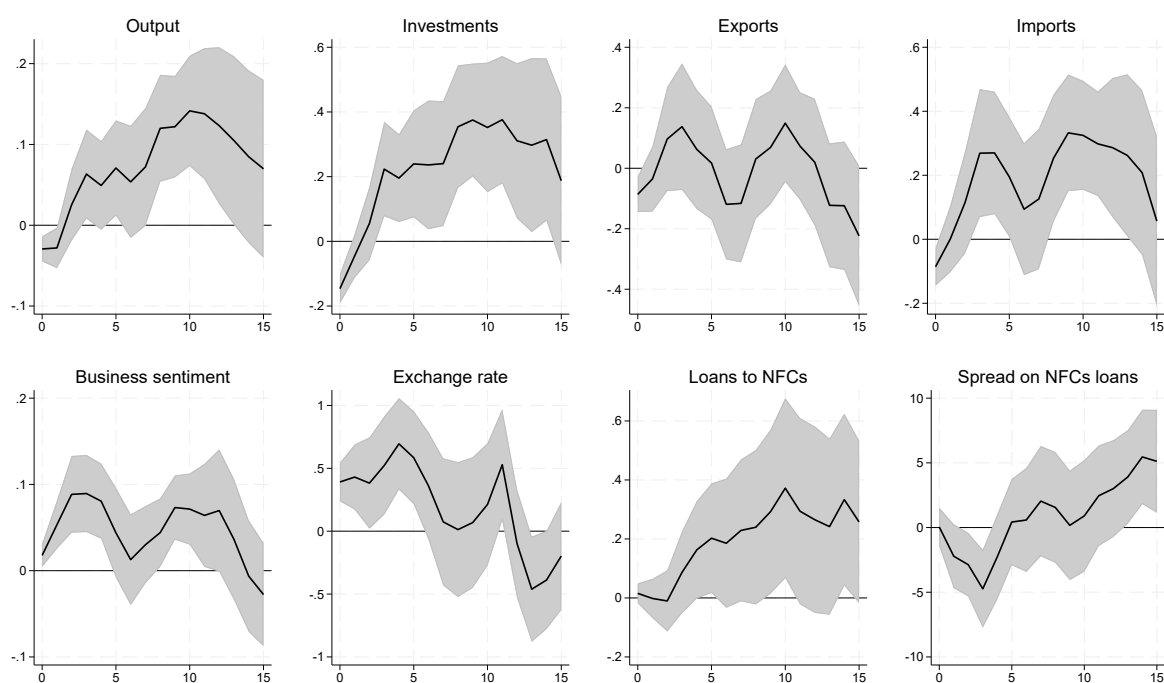 Output
.2
.1
0
-.1
0 5 10 15
Investments
.6
.4
.2
0
-.2
0 5 10 15
Exports
.4
.2
0
-.2
-.4
0 5 10 15
Imports
.6
.4
.2
0
-.2
0 5 10 15
Business sentiment
.2
.1
0
-.1
0 5 10 15
Exchange rate
1
.5
0
-.5
-1
0 5 10 15
Loans to NFCs
.6
.4
.2
0
-.2
0 5 10 15
Spread on NFCs loans
10
5
0
-5
-10
0 5 10 15